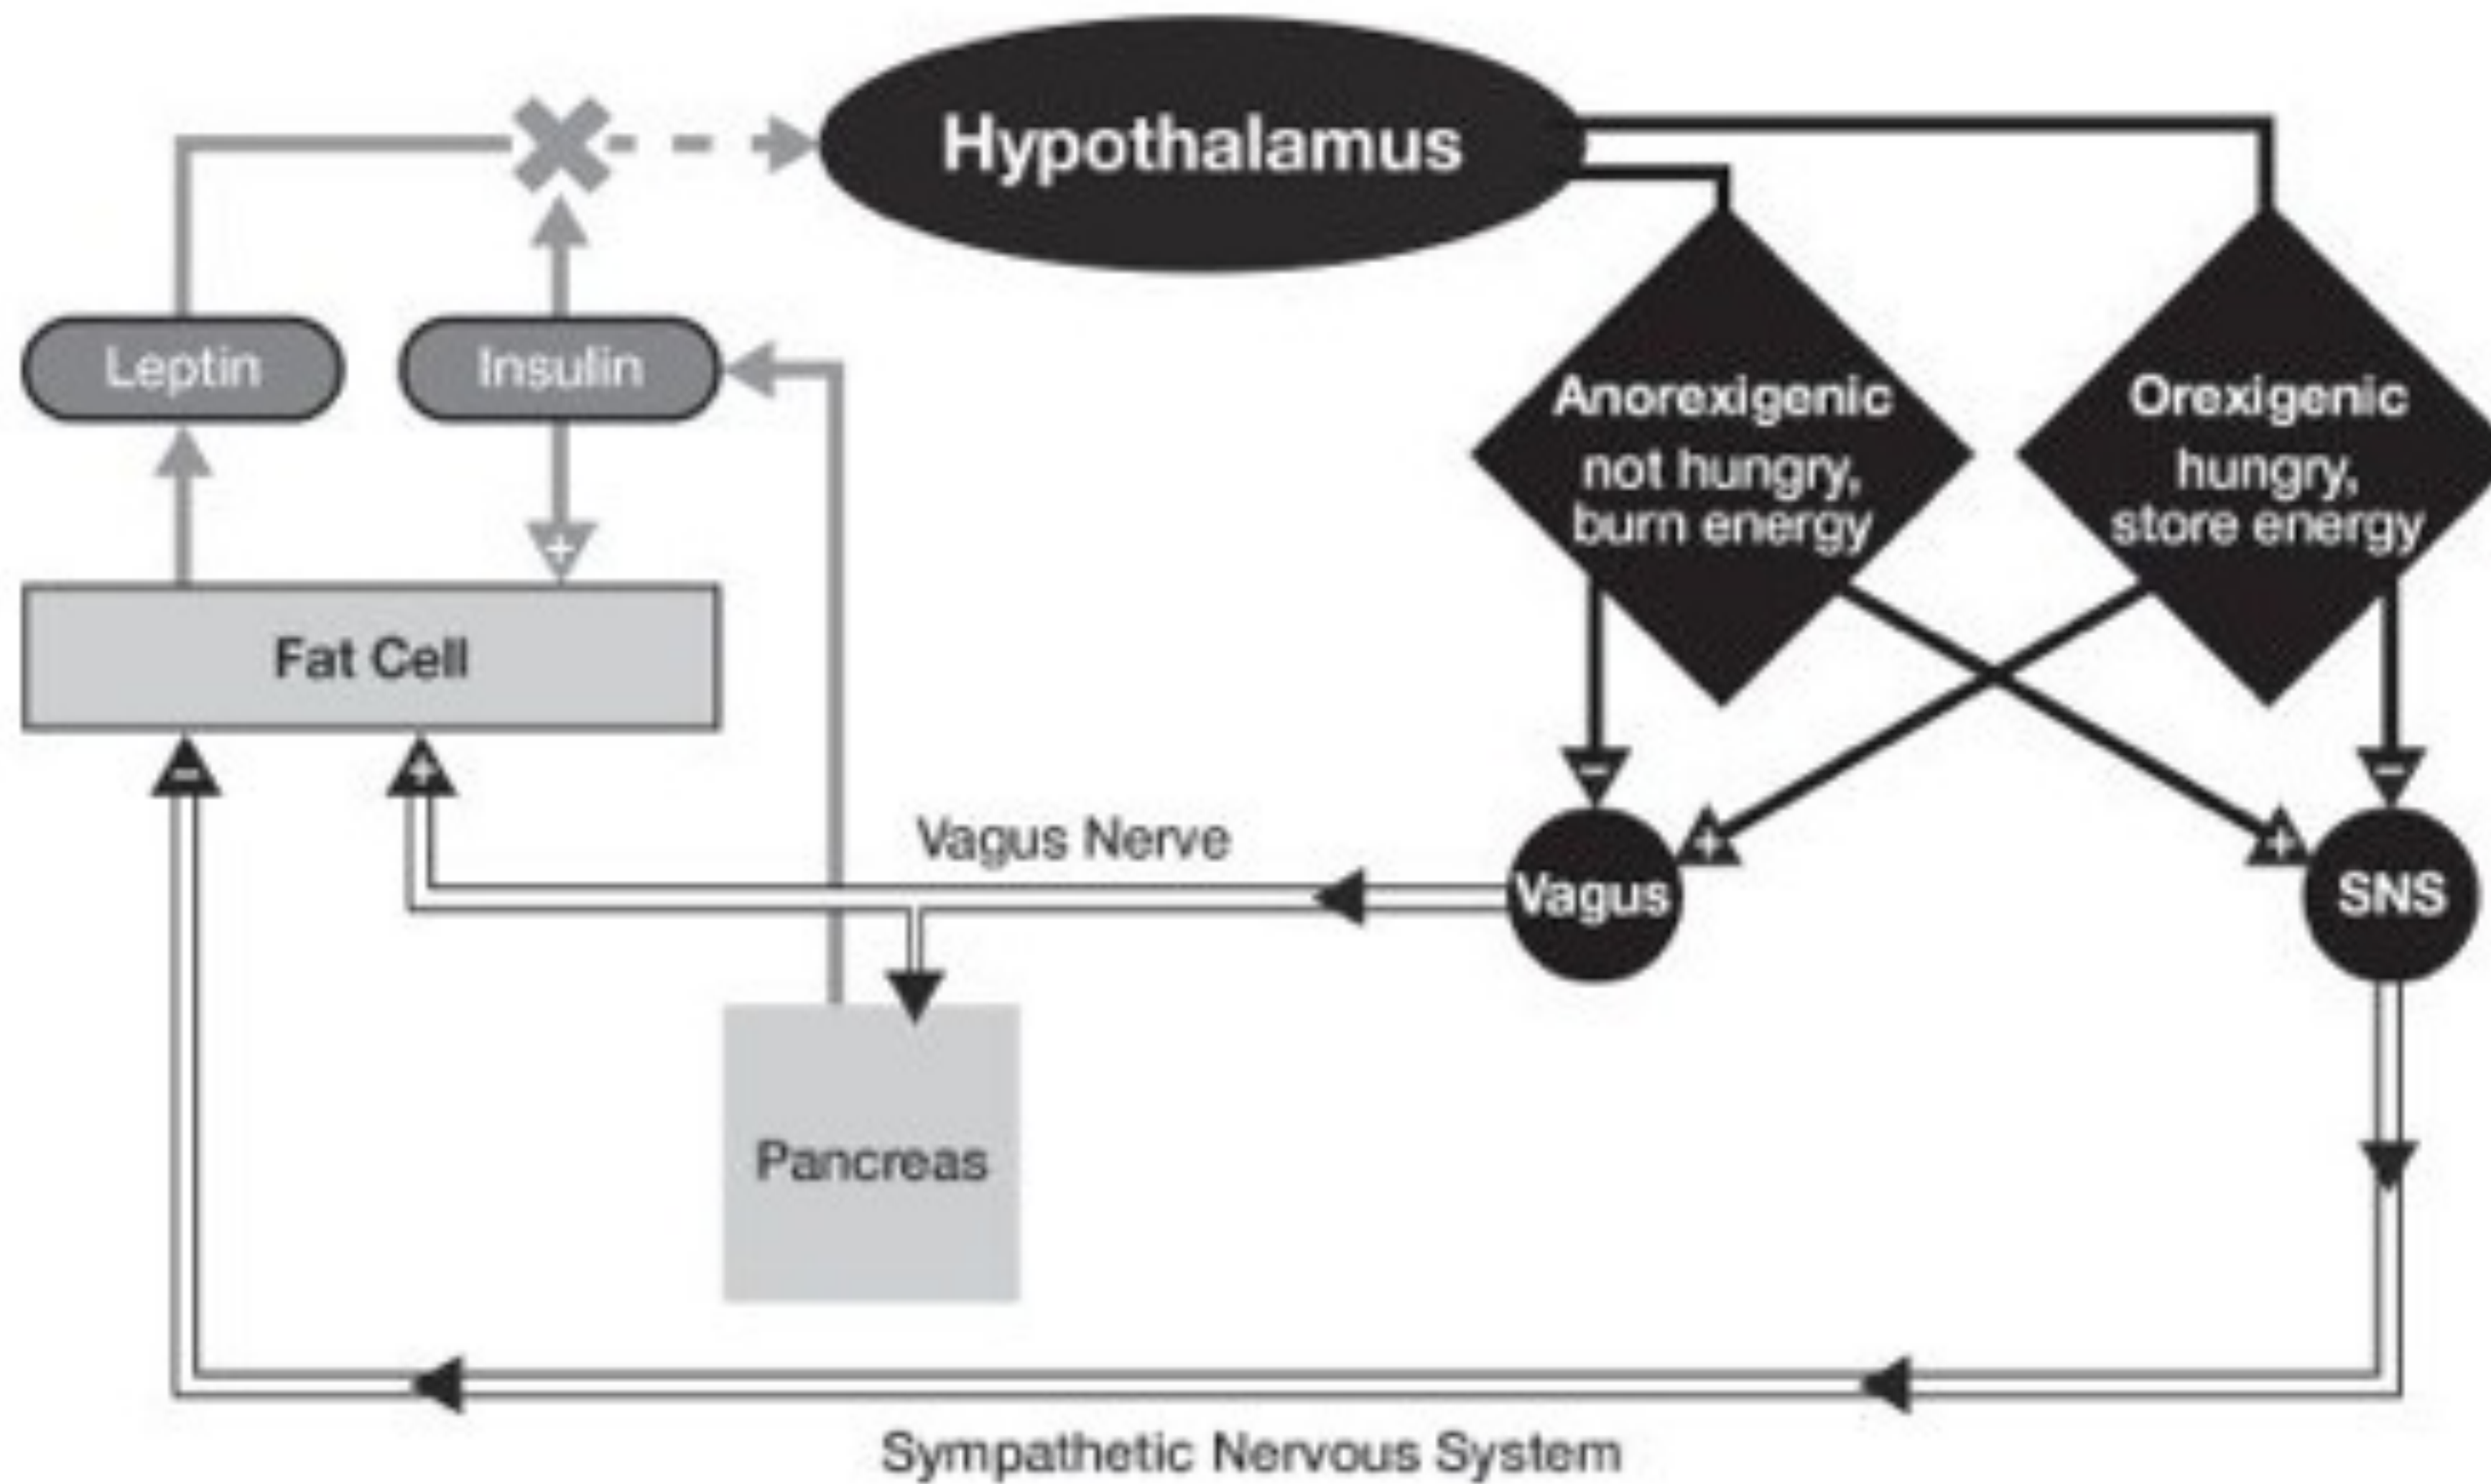 Hypothalamus
Leptin
Insulin
Anorexigenic
not hungry,
burn energy
Orexigenic
hungry,
store energy
+
Fat Cell
−
+
−
−
+
+
Vagus Nerve
Vagus
SNS
Pancreas
Sympathetic Nervous System